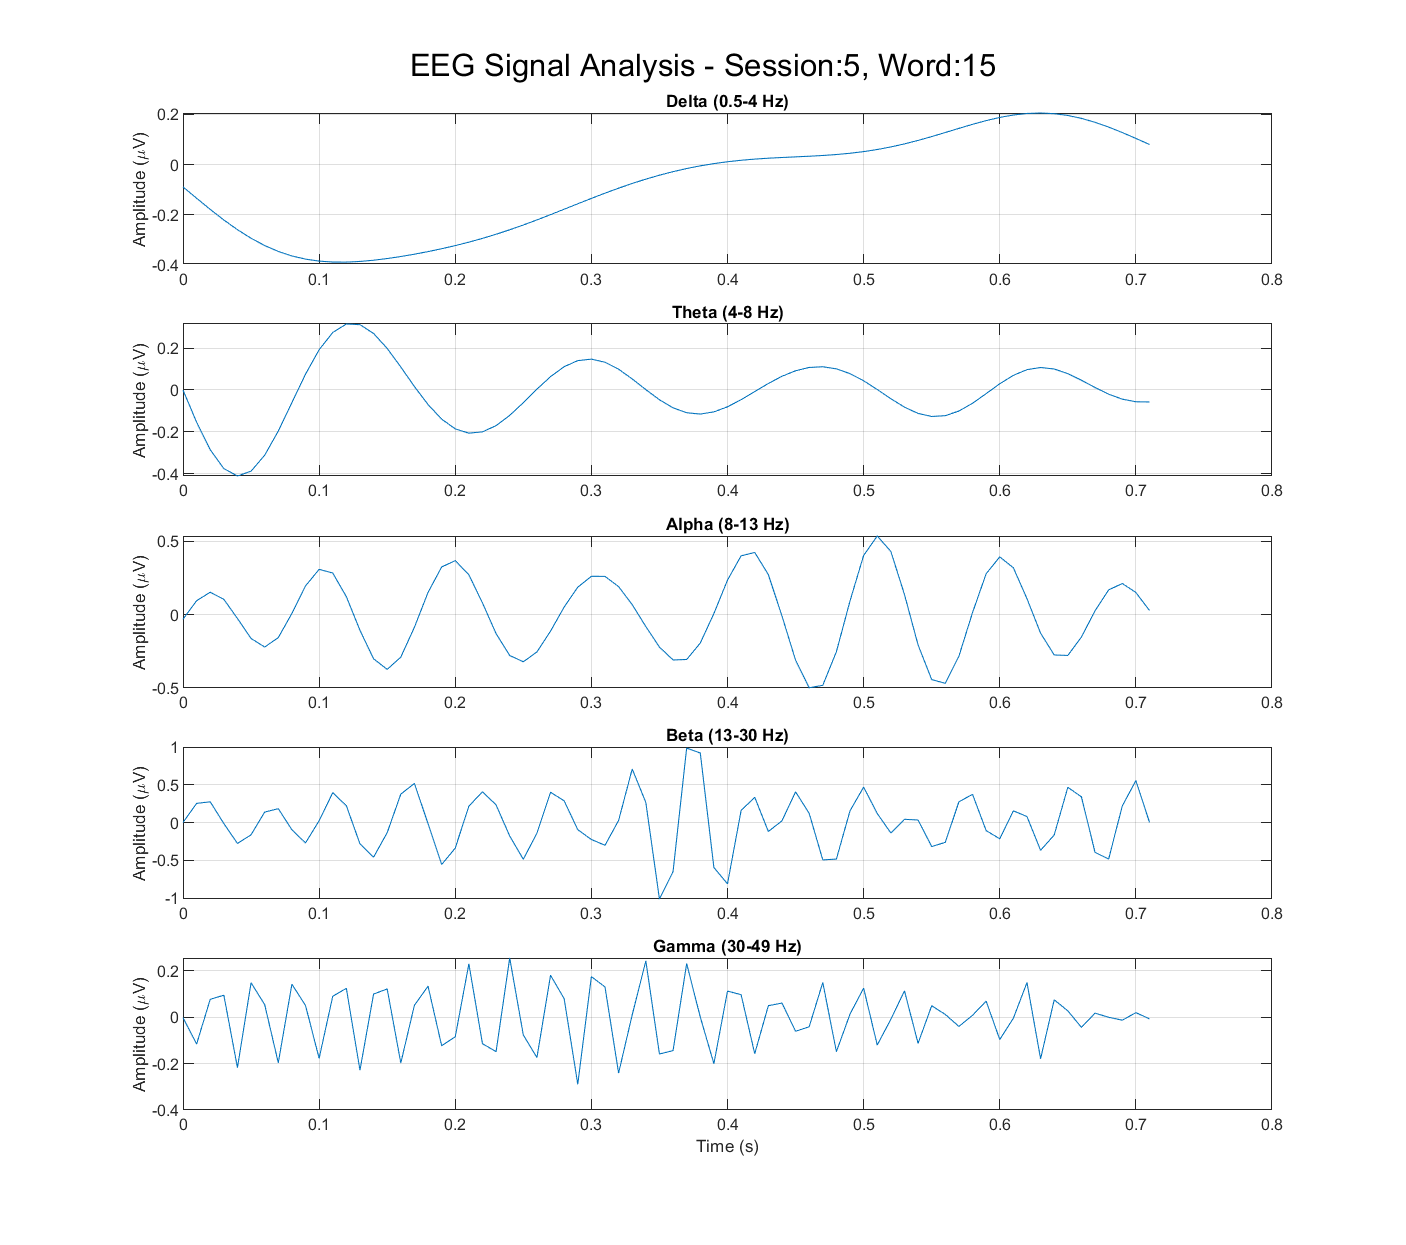 EEG Signal Analysis - Session:5, Word:15
Delta (0.5-4 Hz)
Amplitude (μV)
0.2
0
-0.2
-0.4
0 0.1 0.2 0.3 0.4 0.5 0.6 0.7 0.8
Theta (4-8 Hz)
Amplitude (μV)
0.2
0
-0.2
-0.4
0 0.1 0.2 0.3 0.4 0.5 0.6 0.7 0.8
Alpha (8-13 Hz)
Amplitude (μV)
0.5
0
-0.5
0 0.1 0.2 0.3 0.4 0.5 0.6 0.7 0.8
Beta (13-30 Hz)
Amplitude (μV)
1
0.5
0
-0.5
-1
0 0.1 0.2 0.3 0.4 0.5 0.6 0.7 0.8
Gamma (30-49 Hz)
Amplitude (μV)
0.2
0
-0.2
-0.4
0 0.1 0.2 0.3 0.4 0.5 0.6 0.7 0.8
Time (s)